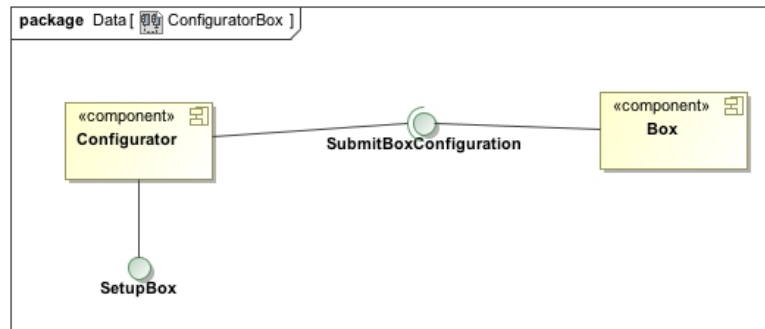 package Data [ ConfiguratorBox ]
«component»
Configurator
SubmitBoxConfiguration
«component»
Box
SetupBox